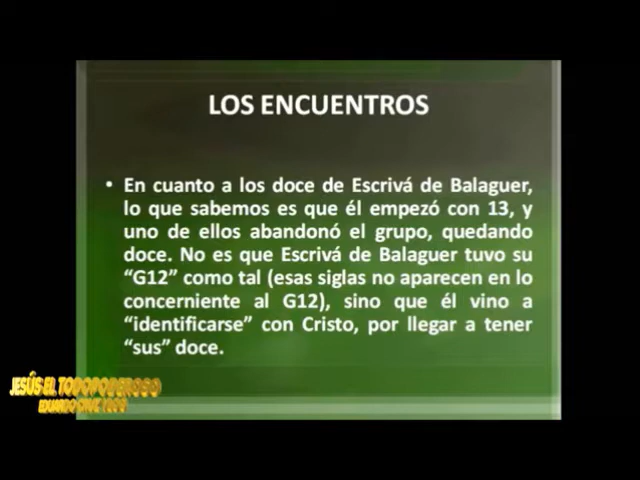 LOS ENCUENTROS
• En cuanto a los doce de Escrivá de Balaguer,
lo que sabemos es que él empezó con 13, y
uno de ellos abandonó el grupo, quedando
doce. No es que Escrivá de Balaguer tuvo su
“G12” como tal (esas siglas no aparecen en lo
concerniente al G12), sino que él vino a
“identificarse” con Cristo, por llegar a tener
“sus” doce.
JESÚS EL TODOPODEROSO
EDUARDO CRUZ